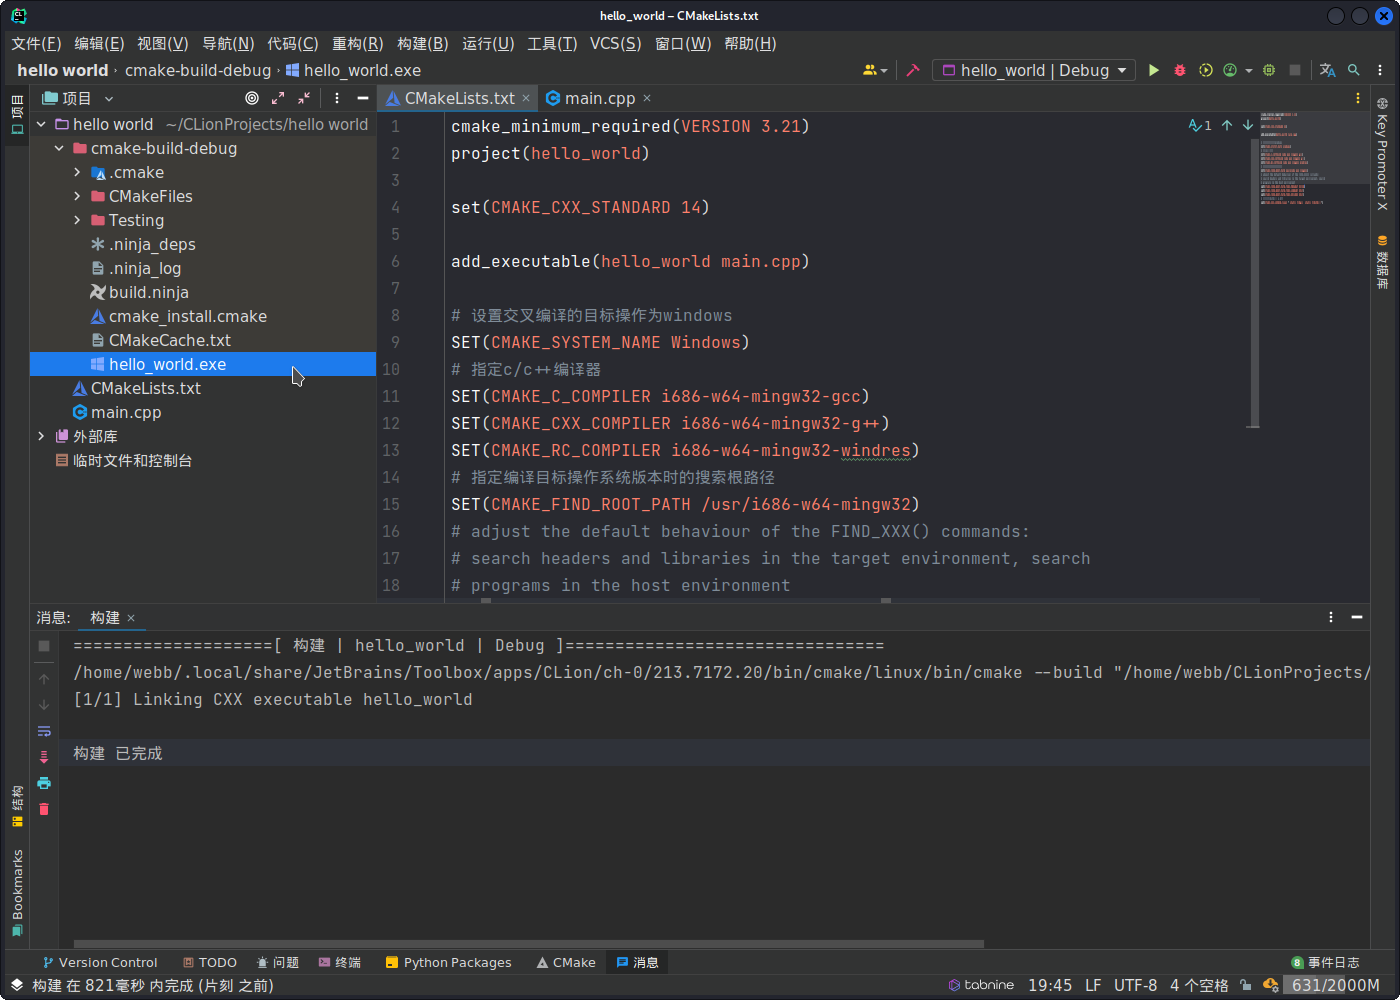 hello_world – CMakeLists.txt
文件(F) 编辑(E) 视图(V) 导航(N) 代码(C) 重构(R) 构建(B) 运行(U) 工具(T) VCS(S) 窗口(W) 帮助(H)
hello world › cmake-build-debug › hello_world.exe
hello_world | Debug
项目
项目
CMakeLists.txt ×
main.cpp ×
hello world ~/CLionProjects/hello world
cmake-build-debug
.cmake
CMakeFiles
Testing
.ninja_deps
.ninja_log
build.ninja
cmake_install.cmake
CMakeCache.txt
hello_world.exe
CMakeLists.txt
main.cpp
外部库
临时文件和控制台
1 cmake_minimum_required(VERSION 3.21)
2 project(hello_world)
3
4 set(CMAKE_CXX_STANDARD 14)
5
6 add_executable(hello_world main.cpp)
7
8 # 设置交叉编译的目标操作为windows
9 SET(CMAKE_SYSTEM_NAME Windows)
10 # 指定c/c++编译器
11 SET(CMAKE_C_COMPILER i686-w64-mingw32-gcc)
12 SET(CMAKE_CXX_COMPILER i686-w64-mingw32-g++)
13 SET(CMAKE_RC_COMPILER i686-w64-mingw32-windres)
14 # 指定编译目标操作系统版本时的搜索根路径
15 SET(CMAKE_FIND_ROOT_PATH /usr/i686-w64-mingw32)
16 # adjust the default behaviour of the FIND_XXX() commands:
17 # search headers and libraries in the target environment, search
18 # programs in the host environment
1
Key Promoter X
数据库
消息: 构建 ×
====================[ 构建 | hello_world | Debug ]================================
/home/webb/.local/share/JetBrains/Toolbox/apps/CLion/ch-0/213.7172.20/bin/cmake/linux/bin/cmake --build "/home/webb/CLionProjects/
[1/1] Linking CXX executable hello_world
构建 已完成
结构
Bookmarks
Version Control TODO 问题 终端 Python Packages CMake 消息 8 事件日志
构建 在 821毫秒 内完成 (片刻 之前) tabnine 19:45 LF UTF-8 4 个空格 631/2000M